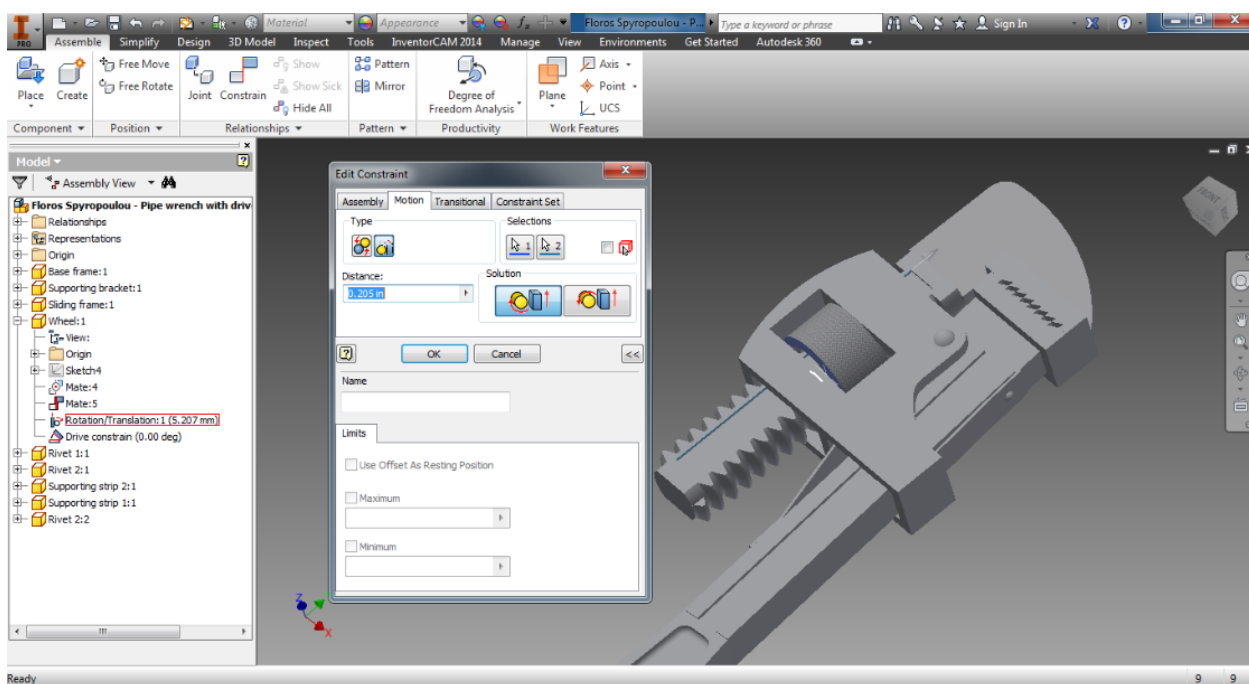 Material
Appearance
Floros Spyropoulou - P...
Type a keyword or phrase
Sign In
PRO
Assemble Simplify Design 3D Model Inspect Tools InventorCAM 2014 Manage View Environments Get Started Autodesk 360
Place
Create
Free Move
Free Rotate
Joint
Constrain
Show
Show Sick
Hide All
Pattern
Mirror
Degree of
Freedom Analysis
Plane
Axis
Point
UCS
Component Position Relationships Pattern Productivity Work Features
Model
Assembly View
Floros Spyropoulou - Pipe wrench with driv
Relationships
Representations
Origin
Base frame:1
Supporting bracket:1
Sliding frame:1
Wheel:1
View:
Origin
Sketch4
Mate:4
Mate:5
Rotation/Translation:1 (5.207 mm)
Drive constrain (0.00 deg)
Rivet 1:1
Rivet 2:1
Supporting strip 2:1
Supporting strip 1:1
Rivet 2:2
Edit Constraint
Assembly Motion Transitional Constraint Set
Type
Selections
1 2
Distance:
0.205 in
Solution
OK Cancel <<
Name
Limits
Use Offset As Resting Position
Maximum
Minimum
FRONT
Z
X
Ready
9 9